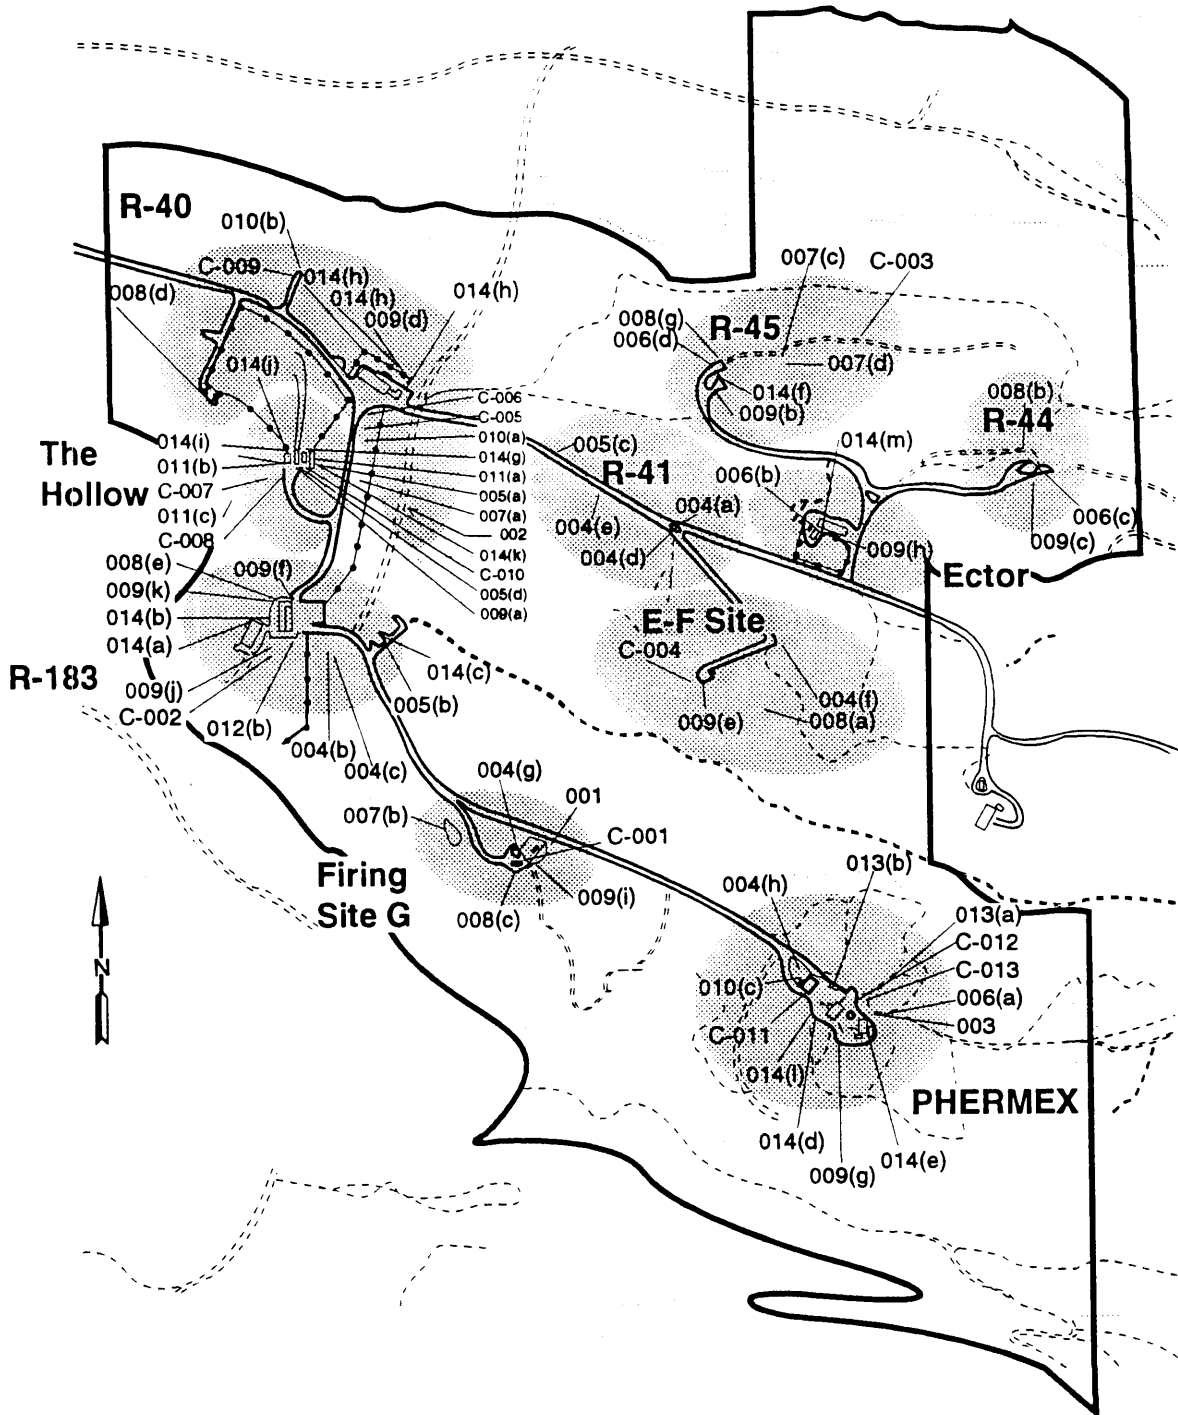 R-40
010(b)
C-009
014(h)
014(h)
009(d)
014(h)
008(d)
007(c)
C-003
008(g)
006(d)
R-45
007(d)
014(f)
009(b)
008(b)
R-44
006(c)
009(c)
014(j)
C-006
C-005
010(a)
014(g)
011(a)
005(a)
007(a)
002
014(k)
C-010
005(d)
009(a)
014(i)
011(b)
C-007
011(c)
C-008
The
Hollow
005(c)
R-41
004(a)
004(e)
004(d)
014(m)
006(b)
009(h)
Ector
008(e)
009(k)
009(f)
014(b)
014(a)
R-183
009(j)
C-002
012(b)
004(b)
004(c)
014(c)
005(b)
E-F Site
C-004
009(e)
004(f)
008(a)
004(g)
001
007(b)
C-001
009(i)
008(c)
Firing
Site G
N
013(b)
004(h)
013(a)
C-012
C-013
006(a)
003
010(c)
C-011
014(l)
014(d)
009(g)
014(e)
PHERMEX